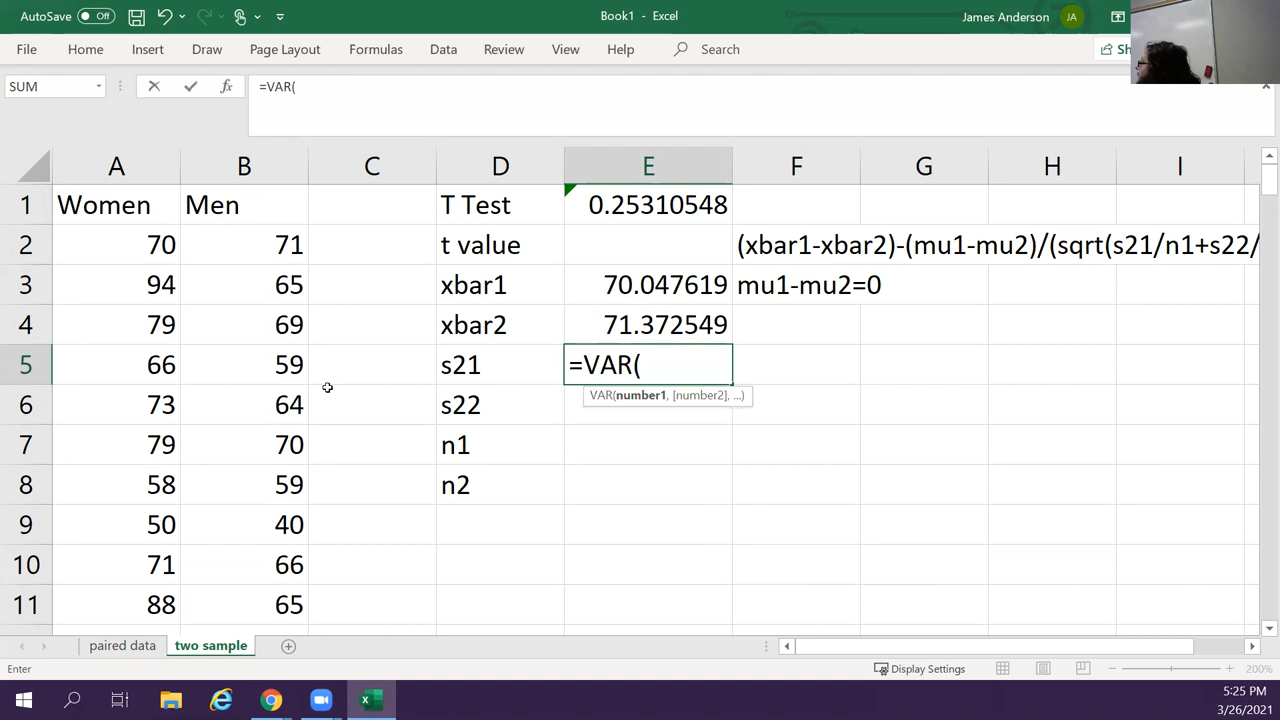 AutoSave Off Book1 - Excel James Anderson JA
File Home Insert Draw Page Layout Formulas Data Review View Help Search Sh
SUM fx =VAR(
A B C D E F G H I
1 Women Men T Test 0.25310548
2 70 71 t value (xbar1-xbar2)-(mu1-mu2)/(sqrt(s21/n1+s22/
3 94 65 xbar1 70.047619 mu1-mu2=0
4 79 69 xbar2 71.372549
5 66 59 s21 =VAR(
VAR(number1, [number2], ...)
6 73 64 s22
7 79 70 n1
8 58 59 n2
9 50 40
10 71 66
11 88 65
paired data two sample
Enter Display Settings 200%
5:25 PM
3/26/2021